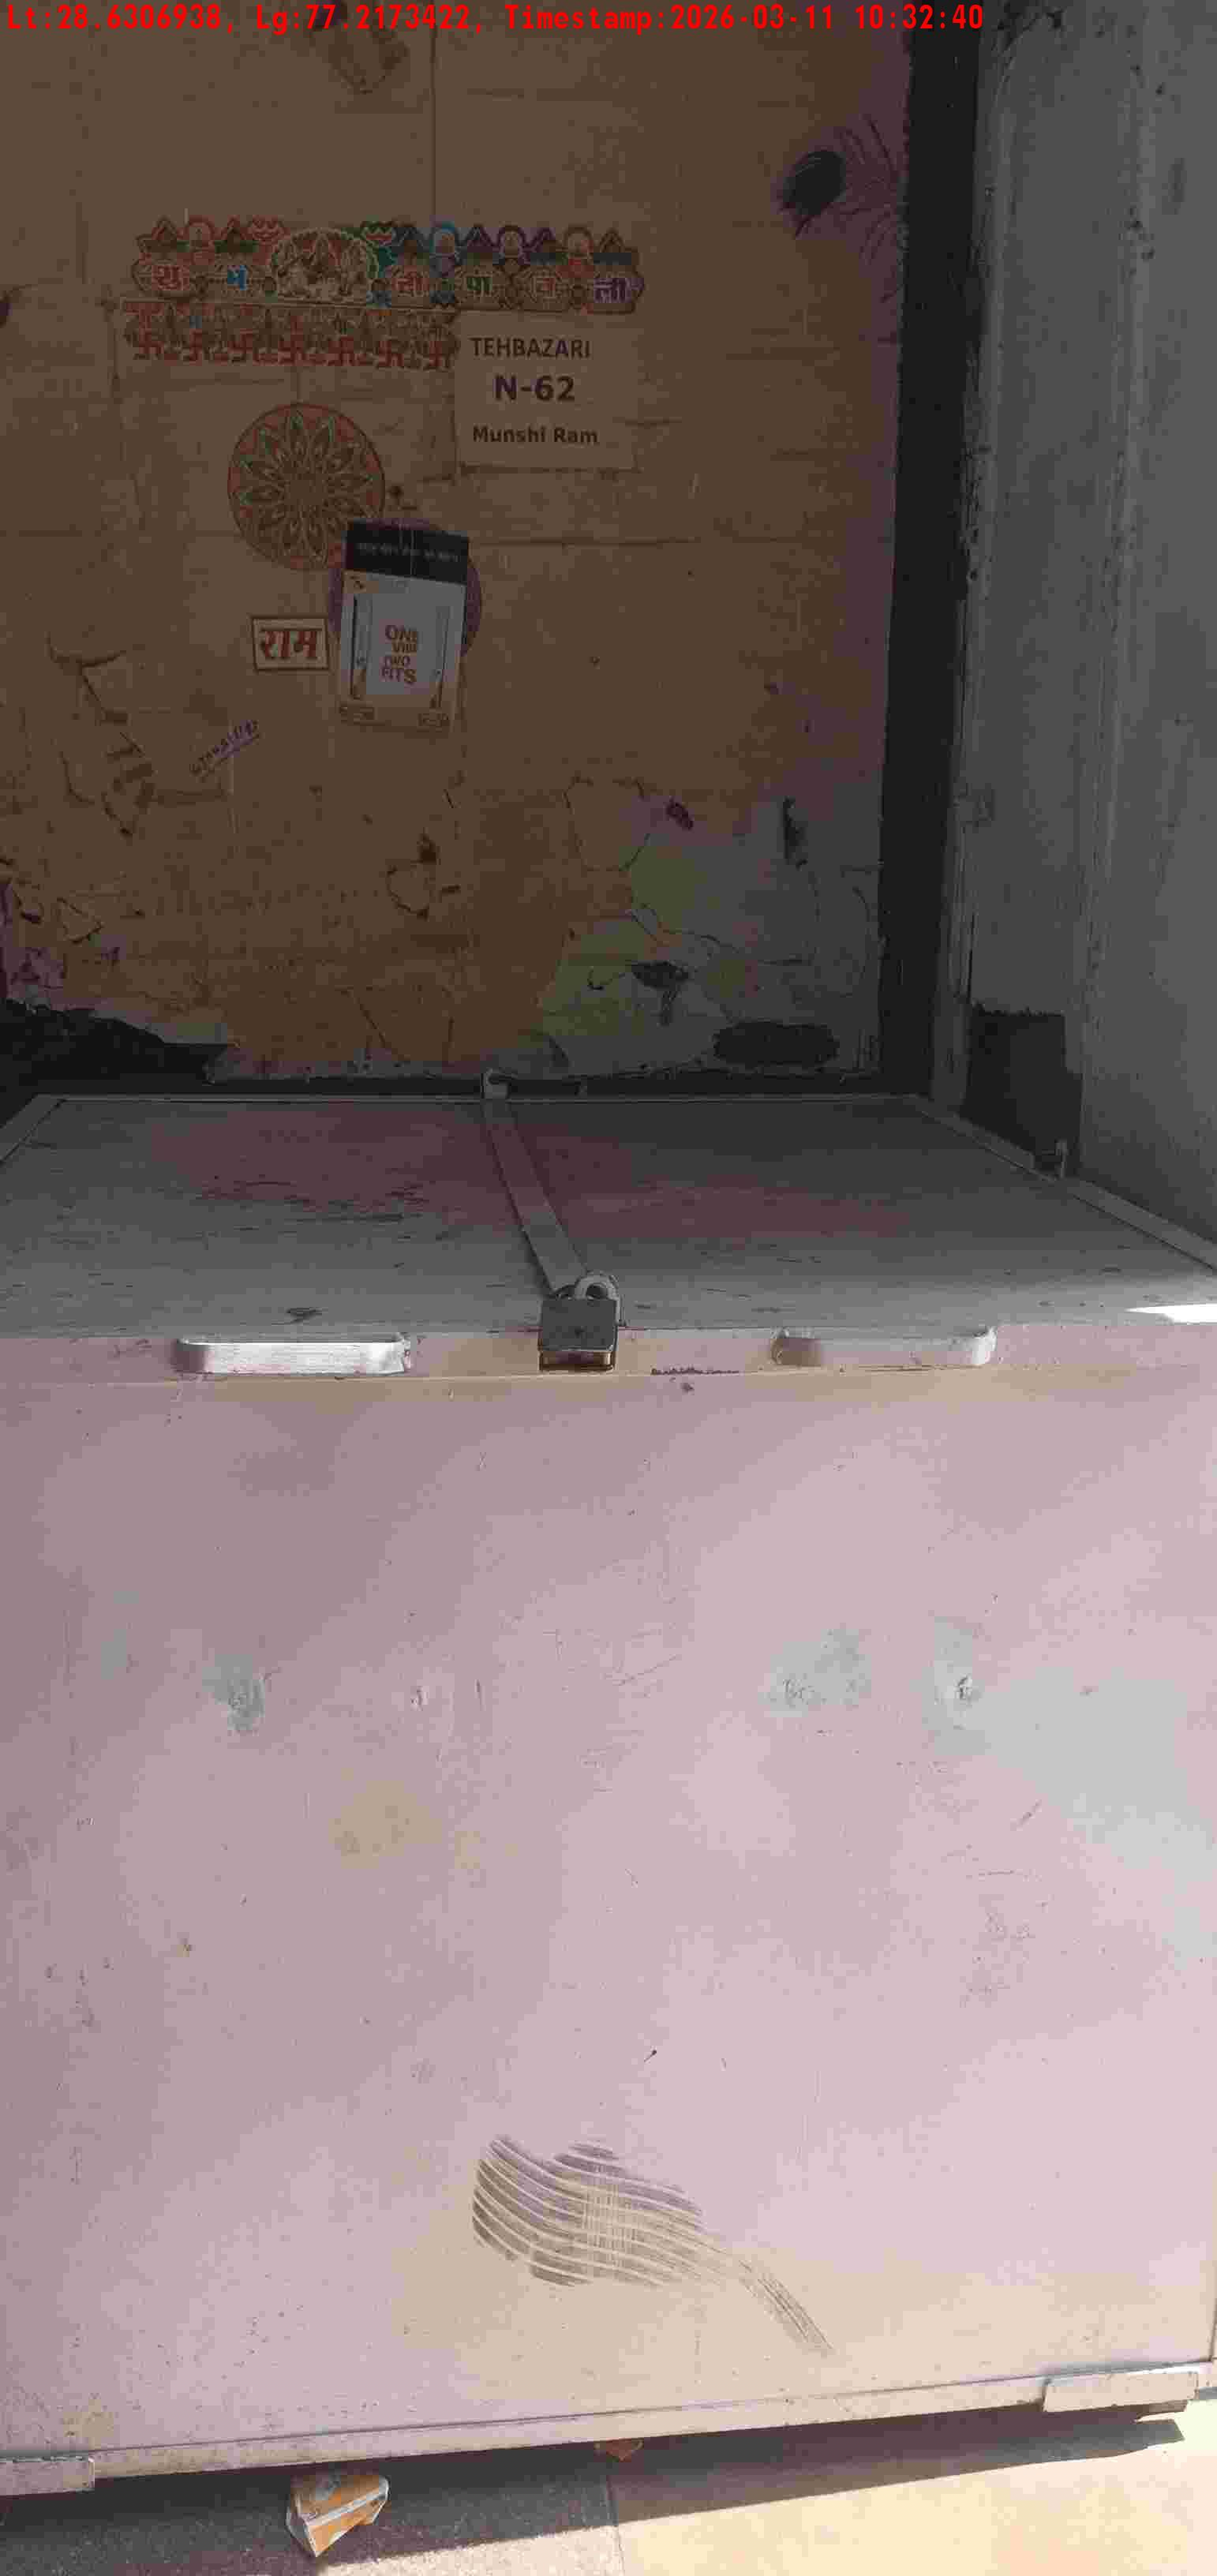 Lt:28.6306938, Lg:77.2173422, Timestamp:2026-03-11 10:32:40
शुभ दीपावली
TEHBAZARI
N-62
Munshi Ram
ONE
TWO
FITS
राम